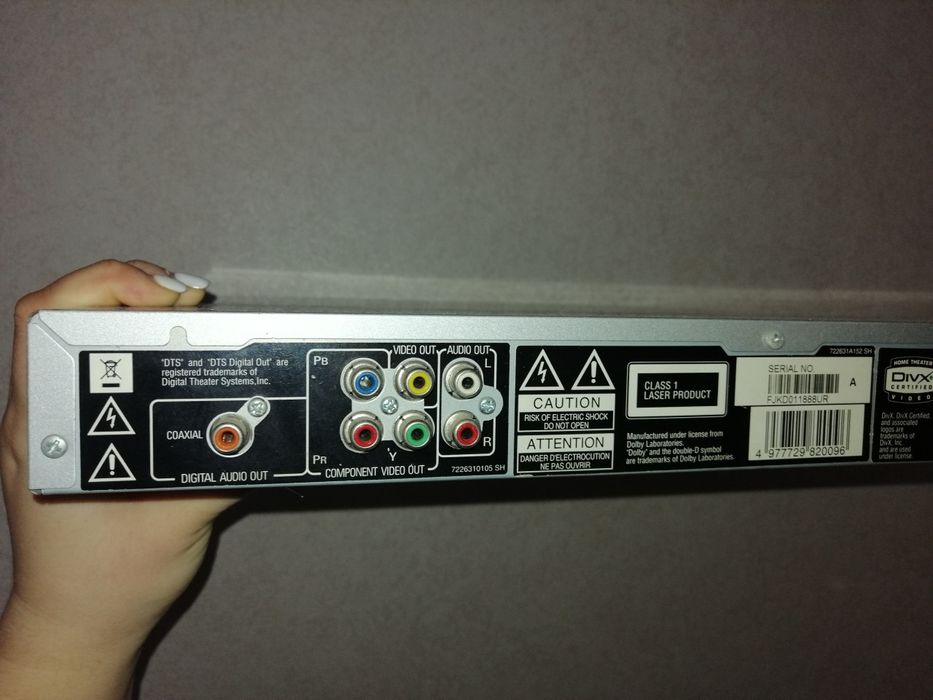 "DTS" and "DTS Digital Out" are
registered trademarks of
Digital Theater Systems,Inc.
COAXIAL
DIGITAL AUDIO OUT
PB
VIDEO OUT
AUDIO OUT
L
PR
Y
R
COMPONENT VIDEO OUT
7226310105 SH
CAUTION
RISK OF ELECTRIC SHOCK
DO NOT OPEN
ATTENTION
DANGER D'ELECTROCUTION
NE PAS OUVRIR
CLASS 1
LASER PRODUCT
Manufactured under license from
Dolby Laboratories.
"Dolby" and the double-D symbol
are trademarks of Dolby Laboratories.
722631A152 SH
SERIAL NO
A
FJKD011888UR
4 977729 820096
HOME THEATER
DIVX
CERTIFIED
VIDEO
DivX, DivX Certified,
and associated
logos are
trademarks of
DivX, Inc.
and are used
under license.